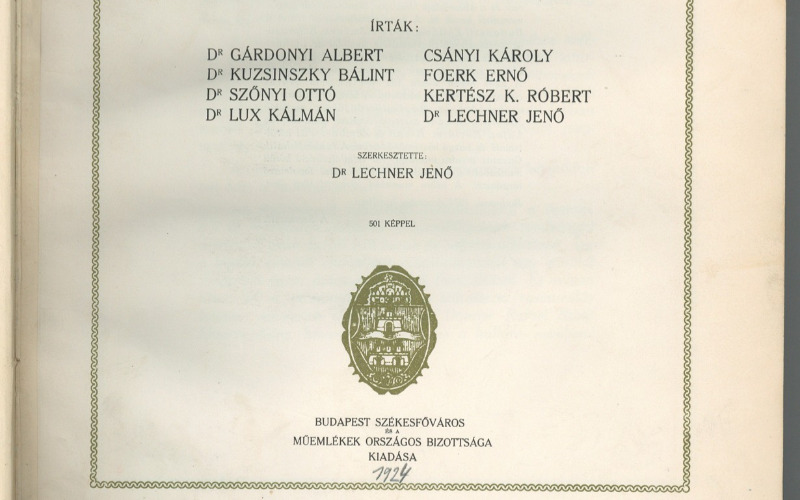 ÍRTÁK:
Dr GÁRDONYI ALBERT CSÁNYI KÁROLY
Dr KUZSINSZKY BÁLINT FOERK ERNŐ
Dr SZŐNYI OTTÓ KERTÉSZ K. RÓBERT
Dr LUX KÁLMÁN Dr LECHNER JENŐ
SZERKESZTETTE:
Dr LECHNER JENŐ
501 KÉPPEL
BUDAPEST SZÉKESFŐVÁROS
ÉS A
MŰEMLÉKEK ORSZÁGOS BIZOTTSÁGA
KIADÁSA
1924